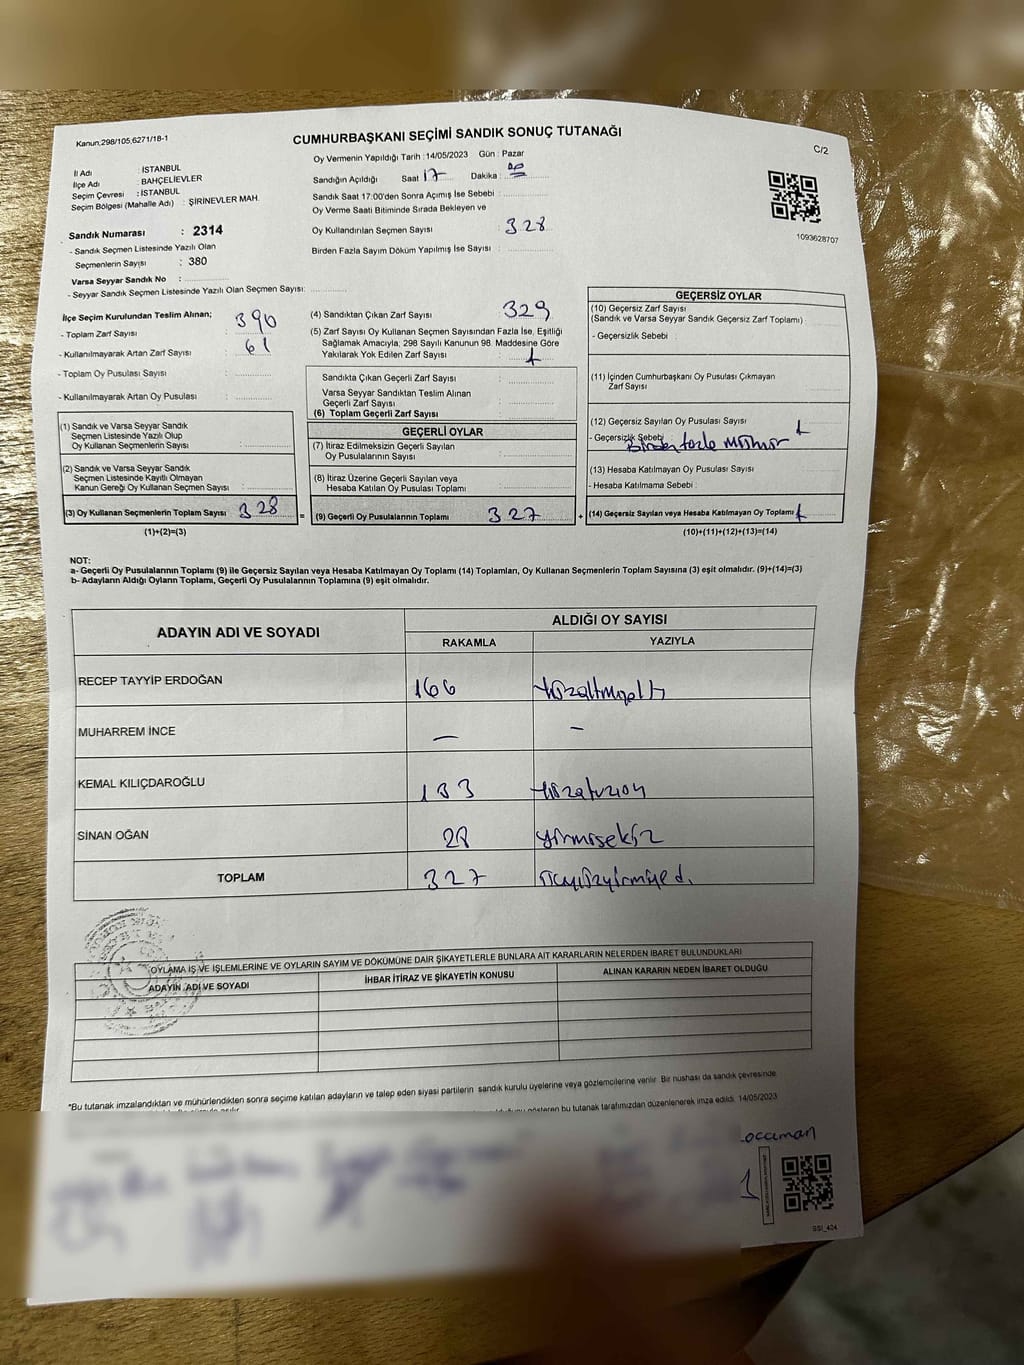 Kanun,298/105,6271/18-1
CUMHURBAŞKANI SEÇİMİ SANDIK SONUÇ TUTANAĞI
C/2
İl Adı : İSTANBUL
İlçe Adı : BAHÇELİEVLER
Seçim Çevresi : İSTANBUL
Seçim Bölgesi (Mahalle Adı) : ŞİRİNEVLER MAH.
Sandık Numarası : 2314
- Sandık Seçmen Listesinde Yazılı Olan
Seçmenlerin Sayısı : 380
Varsa Seyyar Sandık No :
- Seyyar Sandık Seçmen Listesinde Yazılı Olan Seçmen Sayısı:
Oy Vermenin Yapıldığı Tarih : 14/05/2023 Gün : Pazar
Sandığın Açıldığı Saat 17 Dakika :
Sandık Saat 17:00'den Sonra Açımış İse Sebebi :
Oy Verme Saati Bitiminde Sırada Bekleyen ve
Oy Kullandırılan Seçmen Sayısı : 328
Birden Fazla Sayım Döküm Yapılmış İse Sayısı :
1093628707
İlçe Seçim Kurulundan Teslim Alınan;
- Toplam Zarf Sayısı : 390
- Kullanılmayarak Artan Zarf Sayısı : 61
- Toplam Oy Pusulası Sayısı :
- Kullanılmayarak Artan Oy Pusulası :
(1) Sandık ve Varsa Seyyar Sandık
Seçmen Listesinde Yazılı Olup
Oy Kullanan Seçmenlerin Sayısı :
(2) Sandık ve Varsa Seyyar Sandık
Seçmen Listesinde Kayıtlı Olmayan
Kanun Gereği Oy Kullanan Seçmen Sayısı :
(3) Oy Kullanan Seçmenlerin Toplam Sayısı : 328
(1)+(2)=(3)
(4) Sandıktan Çıkan Zarf Sayısı : 329
(5) Zarf Sayısı Oy Kullanan Seçmen Sayısından Fazla İse, Eşitliği
Sağlamak Amacıyla; 298 Sayılı Kanunun 98. Maddesine Göre
Yakılarak Yok Edilen Zarf Sayısı : 1
Sandıkta Çıkan Geçerli Zarf Sayısı :
Varsa Seyyar Sandıktan Teslim Alınan
Geçerli Zarf Sayısı :
(6) Toplam Geçerli Zarf Sayısı :
GEÇERLİ OYLAR
(7) İtiraz Edilmeksizin Geçerli Sayılan
Oy Pusulalarının Sayısı :
(8) İtiraz Üzerine Geçerli Sayılan veya
Hesaba Katılan Oy Pusulası Toplamı :
= (9) Geçerli Oy Pusulalarının Toplamı 327 +
GEÇERSİZ OYLAR
(10) Geçersiz Zarf Sayısı
(Sandık ve Varsa Seyyar Sandık Geçersiz Zarf Toplamı) :
- Geçersizlik Sebebi :
(11) İçinden Cumhurbaşkanı Oy Pusulası Çıkmayan
Zarf Sayısı :
(12) Geçersiz Sayılan Oy Pusulası Sayısı : 1
- Geçersizlik Sebebi Birden fazla mühür
(13) Hesaba Katılmayan Oy Pusulası Sayısı :
- Hesaba Katılmama Sebebi :
(14) Geçersiz Sayılan veya Hesaba Katılmayan Oy Toplamı : 1
(10)+(11)+(12)+(13)=(14)
NOT:
a- Geçerli Oy Pusulalarının Toplamı (9) ile Geçersiz Sayılan veya Hesaba Katılmayan Oy Toplamı (14) Toplamları, Oy Kullanan Seçmenlerin Toplam Sayısına (3) eşit olmalıdır. (9)+(14)=(3)
b- Adayların Aldığı Oyların Toplamı, Geçerli Oy Pusulalarının Toplamına (9) eşit olmalıdır.
ADAYIN ADI VE SOYADI
ALDIĞI OY SAYISI
RAKAMLA YAZIYLA
RECEP TAYYİP ERDOĞAN 166 yüzaltmışaltı
MUHARREM İNCE — —
KEMAL KILIÇDAROĞLU 133 yüzotuzüç
SİNAN OĞAN 28 yirmisekiz
TOPLAM 327 üçyüzyirmiyedi
OYLAMA İŞ VE İŞLEMLERİNE VE OYLARIN SAYIM VE DÖKÜMÜNE DAİR ŞİKAYETLERLE BUNLARA AİT KARARLARIN NELERDEN İBARET BULUNDUKLARI
ADAYIN ADI VE SOYADI İHBAR İTİRAZ VE ŞİKAYETİN KONUSU ALINAN KARARIN NEDEN İBARET OLDUĞU
*Bu tutanak imzalandıktan ve mühürlendikten sonra seçime katılan adayların ve talep eden siyasi partilerin sandık kurulu üyelerine veya gözlemcilerine verilir. Bir nushası da sandık çevresinde
gösteren bu tutanak tarafımızdan düzenlenerek imza edildi. 14/05/2023
SSI_424